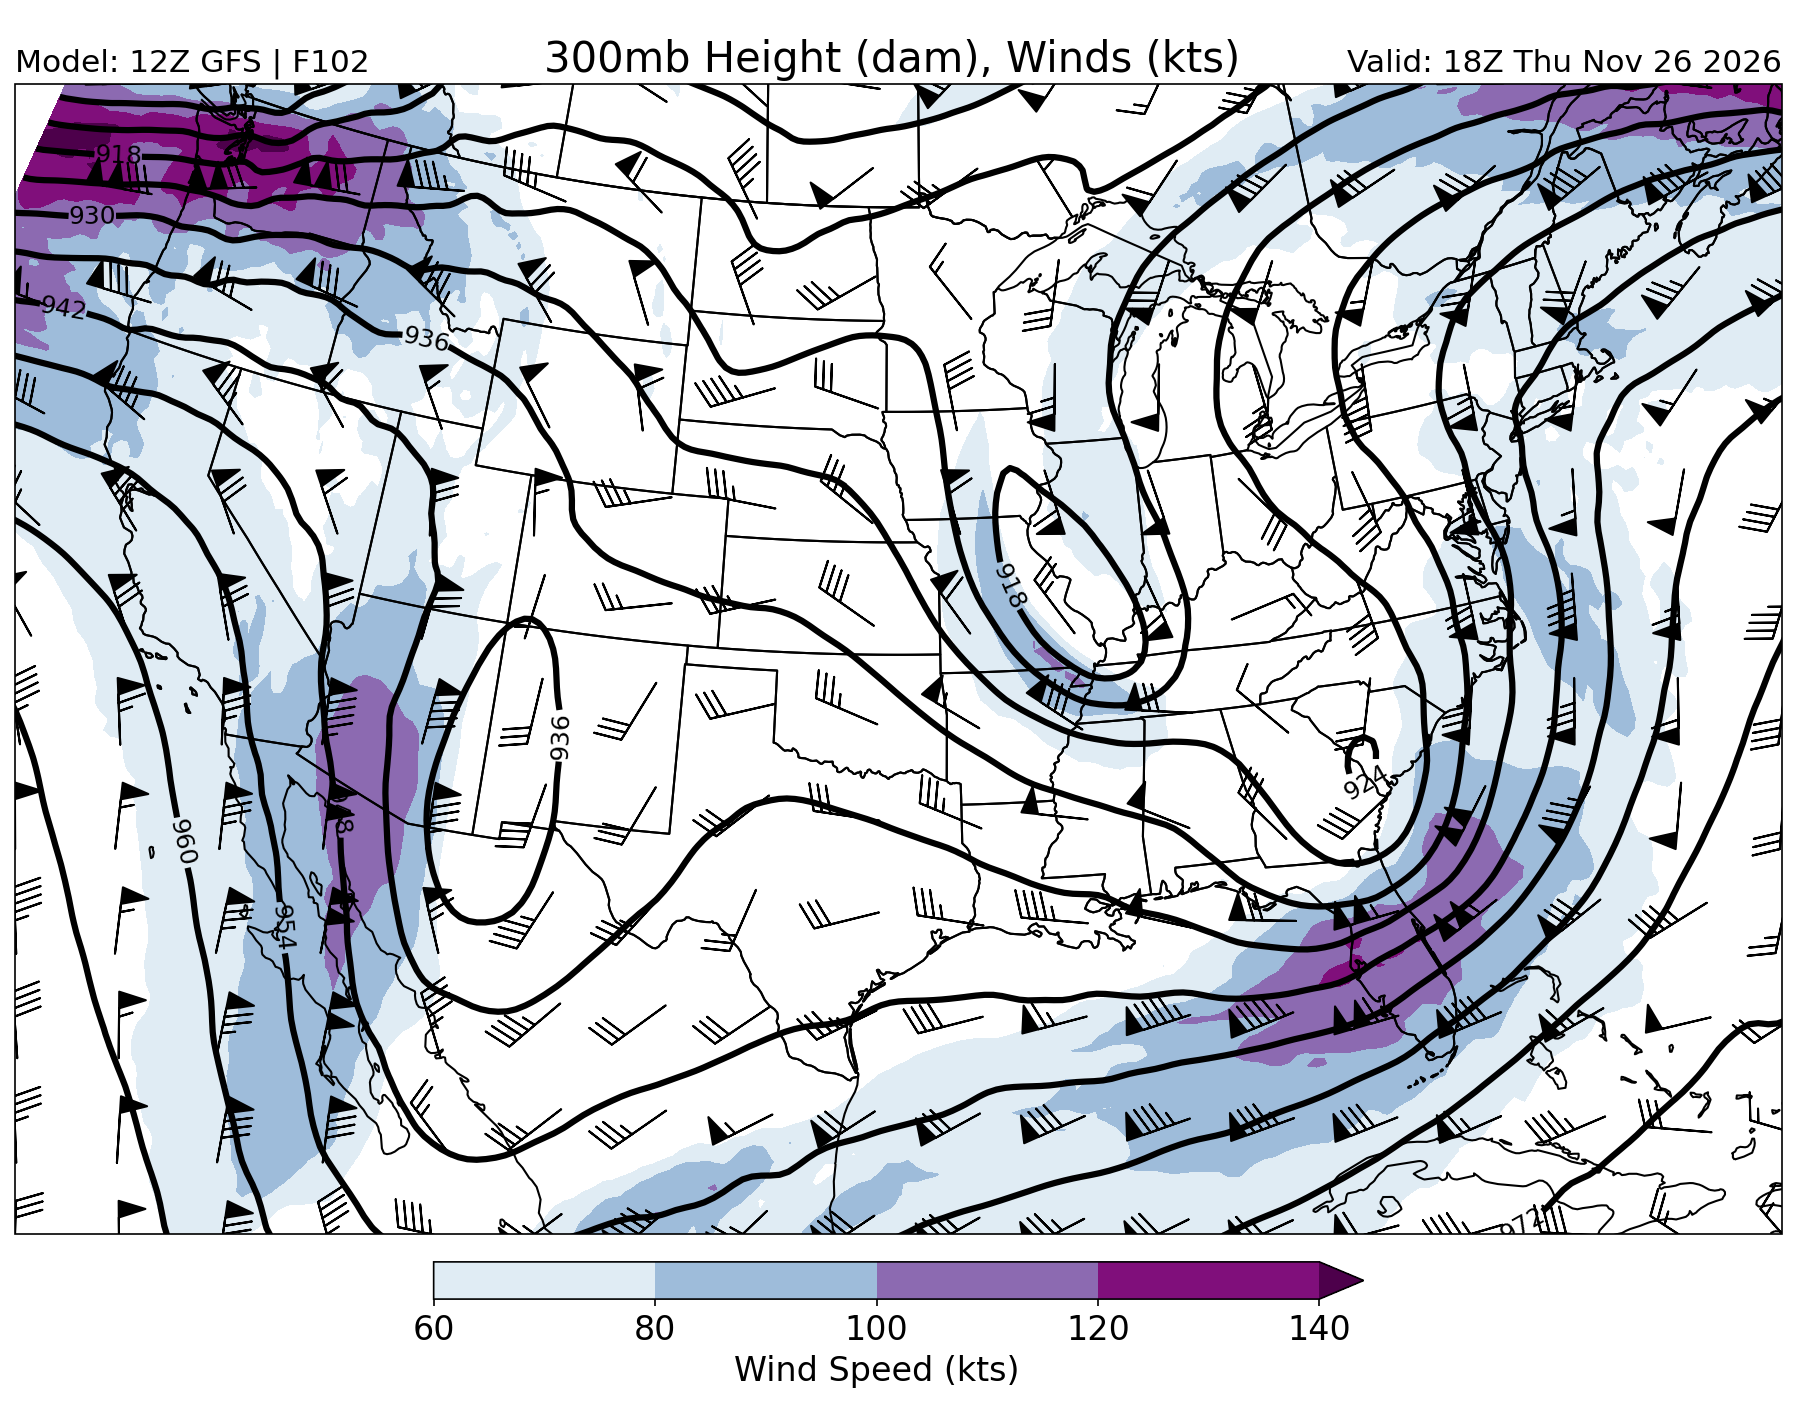 Model: 12Z GFS | F102
300mb Height (dam), Winds (kts)
Valid: 18Z Thu Nov 26 2026
918
930
942
936
918
936
924
960
954
972
60 80 100 120 140
Wind Speed (kts)